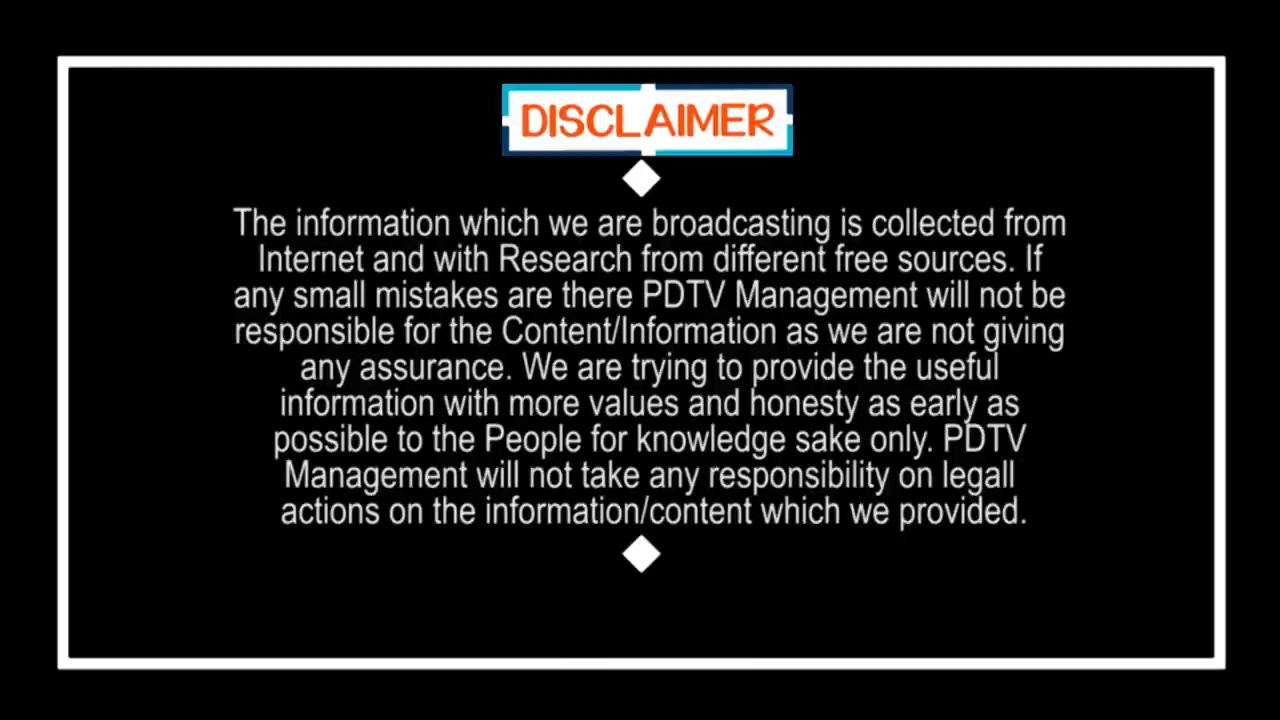 DISCLAIMER
The information which we are broadcasting is collected from
Internet and with Research from different free sources. If
any small mistakes are there PDTV Management will not be
responsible for the Content/Information as we are not giving
any assurance. We are trying to provide the useful
information with more values and honesty as early as
possible to the People for knowledge sake only. PDTV
Management will not take any responsibility on legall
actions on the information/content which we provided.